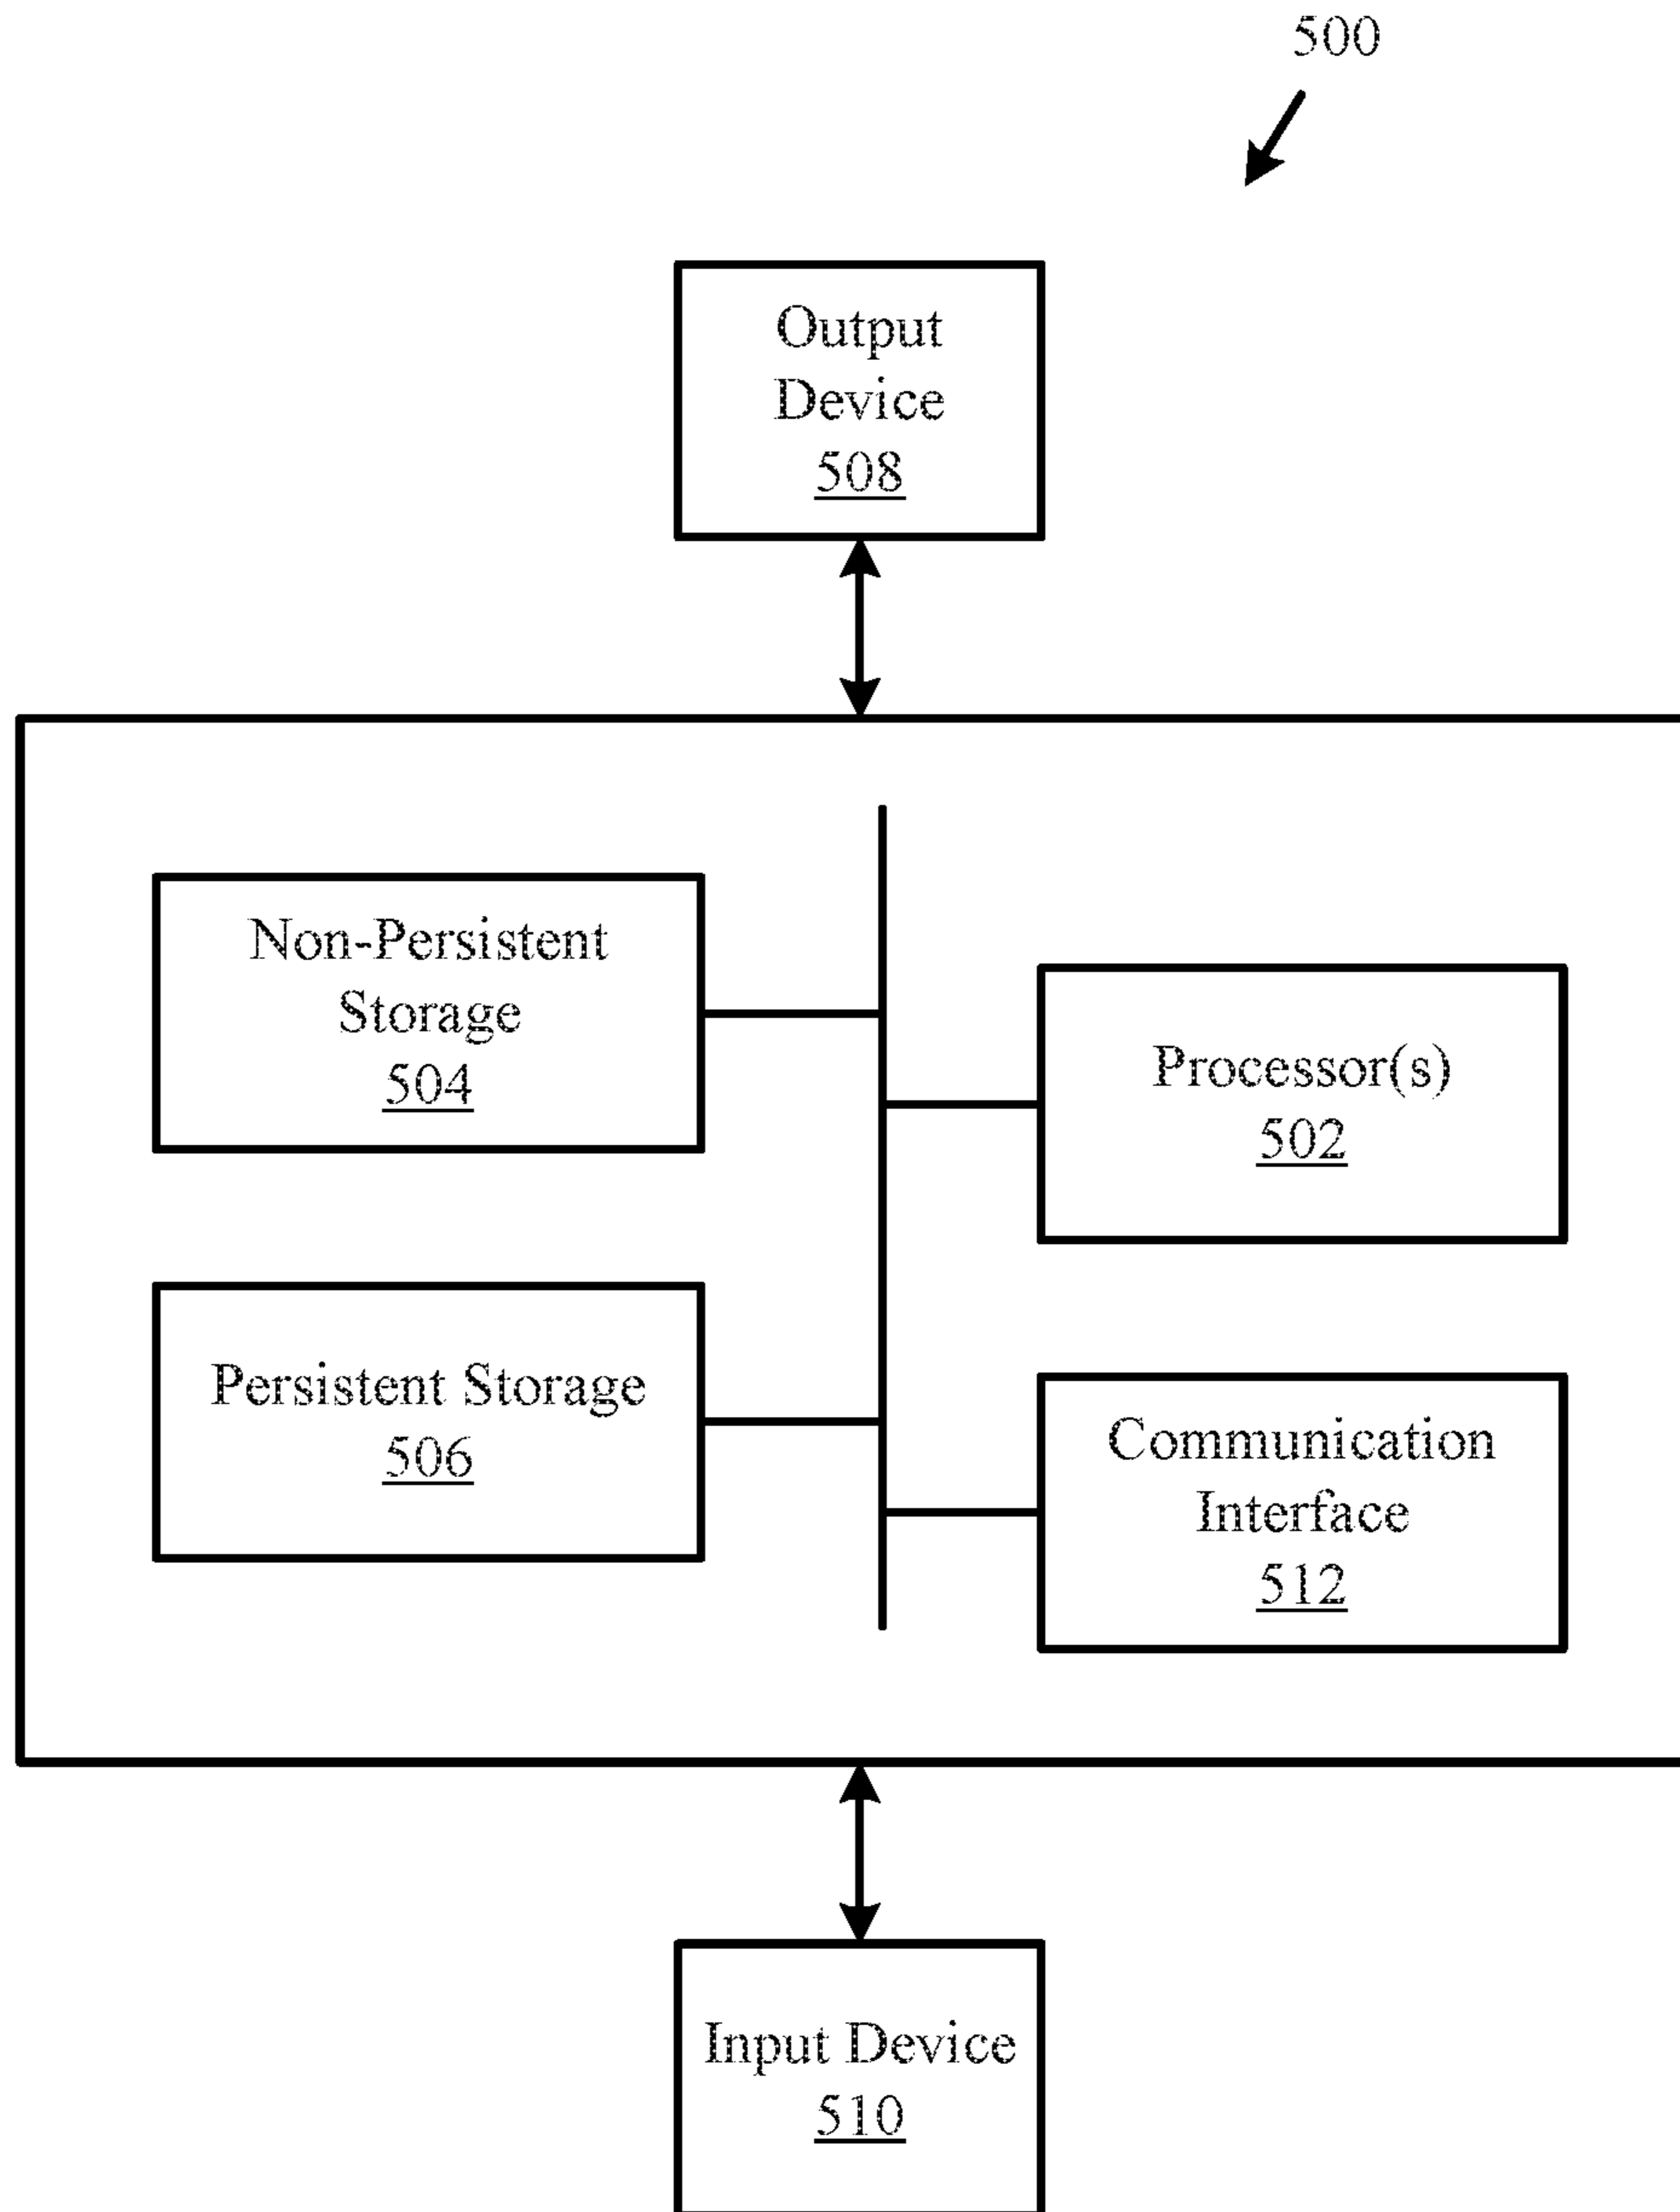 500
Output
Device
508
Non-Persistent
Storage
504
Processor(s)
502
Persistent Storage
506
Communication
Interface
512
Input Device
510